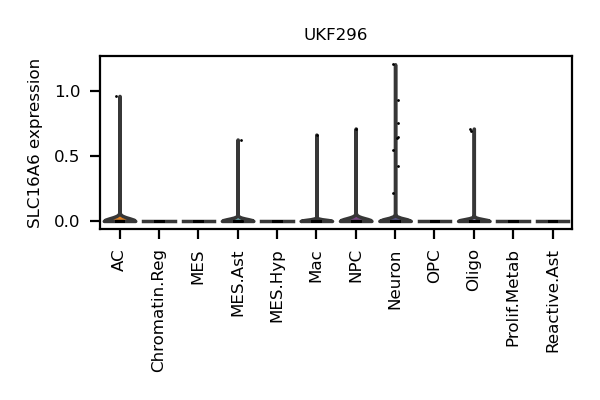 UKF296
SLC16A6 expression
1.0
0.5
0.0
AC
Chromatin.Reg
MES
MES.Ast
MES.Hyp
Mac
NPC
Neuron
OPC
Oligo
Prolif.Metab
Reactive.Ast